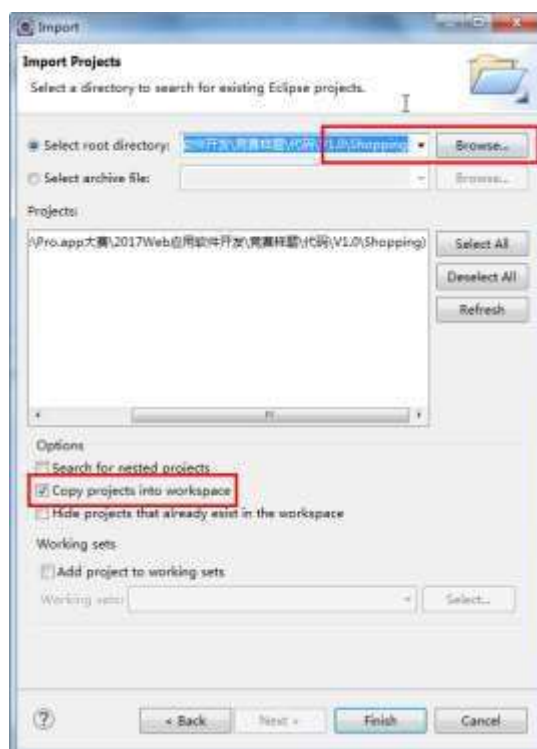 Import
Import Projects
Select a directory to search for existing Eclipse projects.
Select root directory: \V1.0\Shopping Browse...
Select archive file: Browse...
Projects:
\Pro.app大赛\2017Web应用软件开发\竞赛样题\代码\V1.0\Shopping) Select All
Deselect All
Refresh
Options
Search for nested projects
Copy projects into workspace
Hide projects that already exist in the workspace
Working sets
Add project to working sets
Working sets: Select...
< Back Next > Finish Cancel